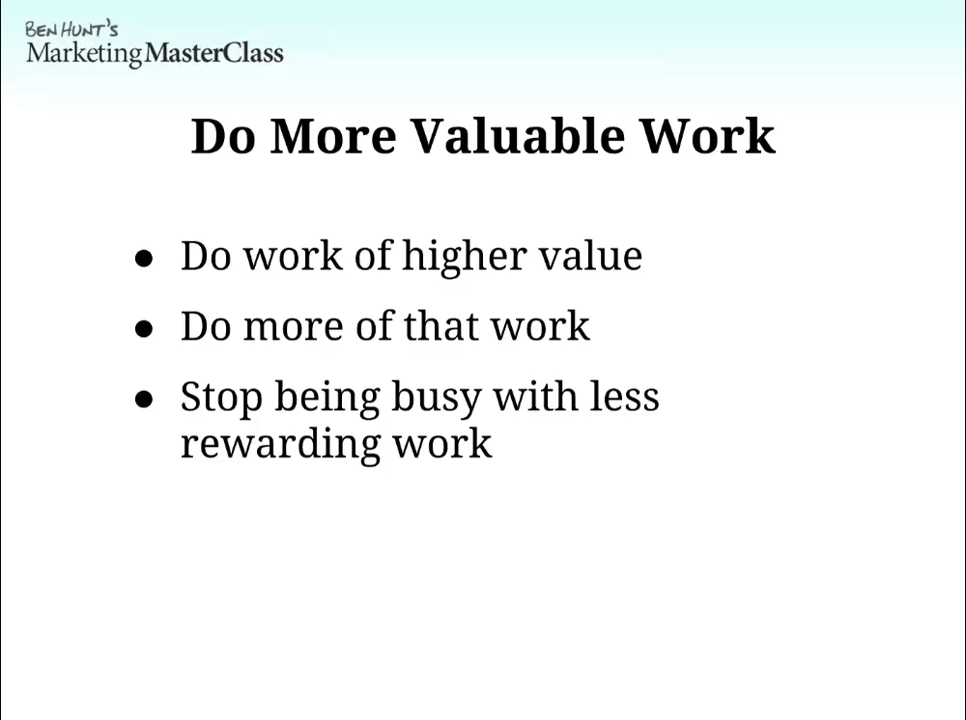 BEN HUNT'S
Marketing MasterClass
Do More Valuable Work
● Do work of higher value
● Do more of that work
● Stop being busy with less
rewarding work